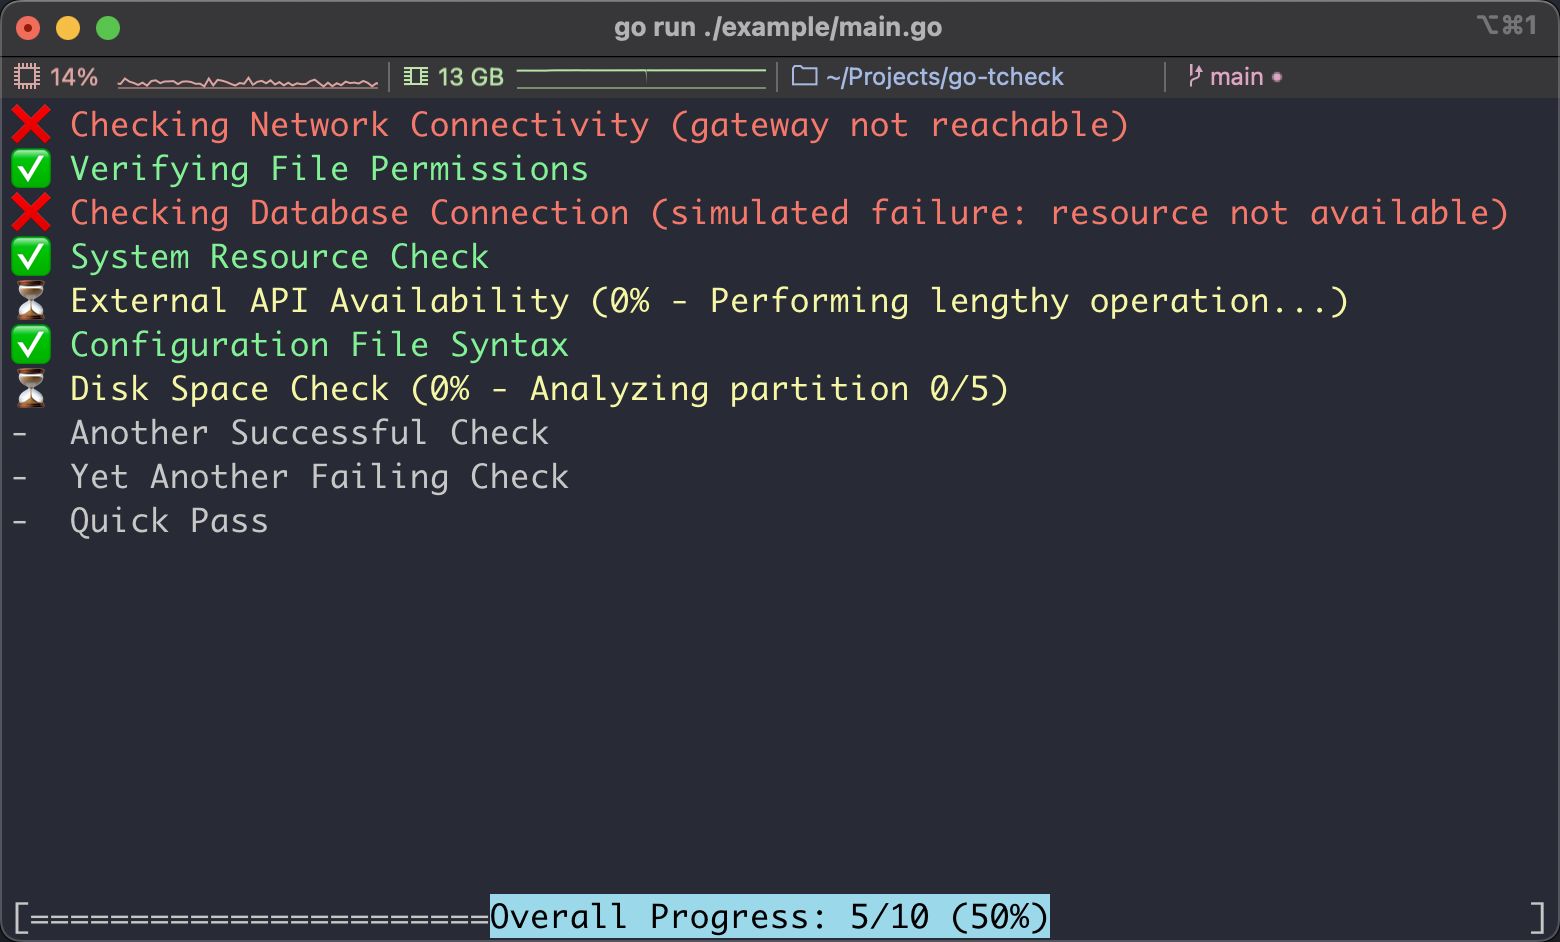 go run ./example/main.go
⌥⌘1
14%
13 GB
~/Projects/go-tcheck
main
❌ Checking Network Connectivity (gateway not reachable)
✅ Verifying File Permissions
❌ Checking Database Connection (simulated failure: resource not available)
✅ System Resource Check
⏳ External API Availability (0% - Performing lengthy operation...)
✅ Configuration File Syntax
⏳ Disk Space Check (0% - Analyzing partition 0/5)
- Another Successful Check
- Yet Another Failing Check
- Quick Pass
[=======================Overall Progress: 5/10 (50%) ]